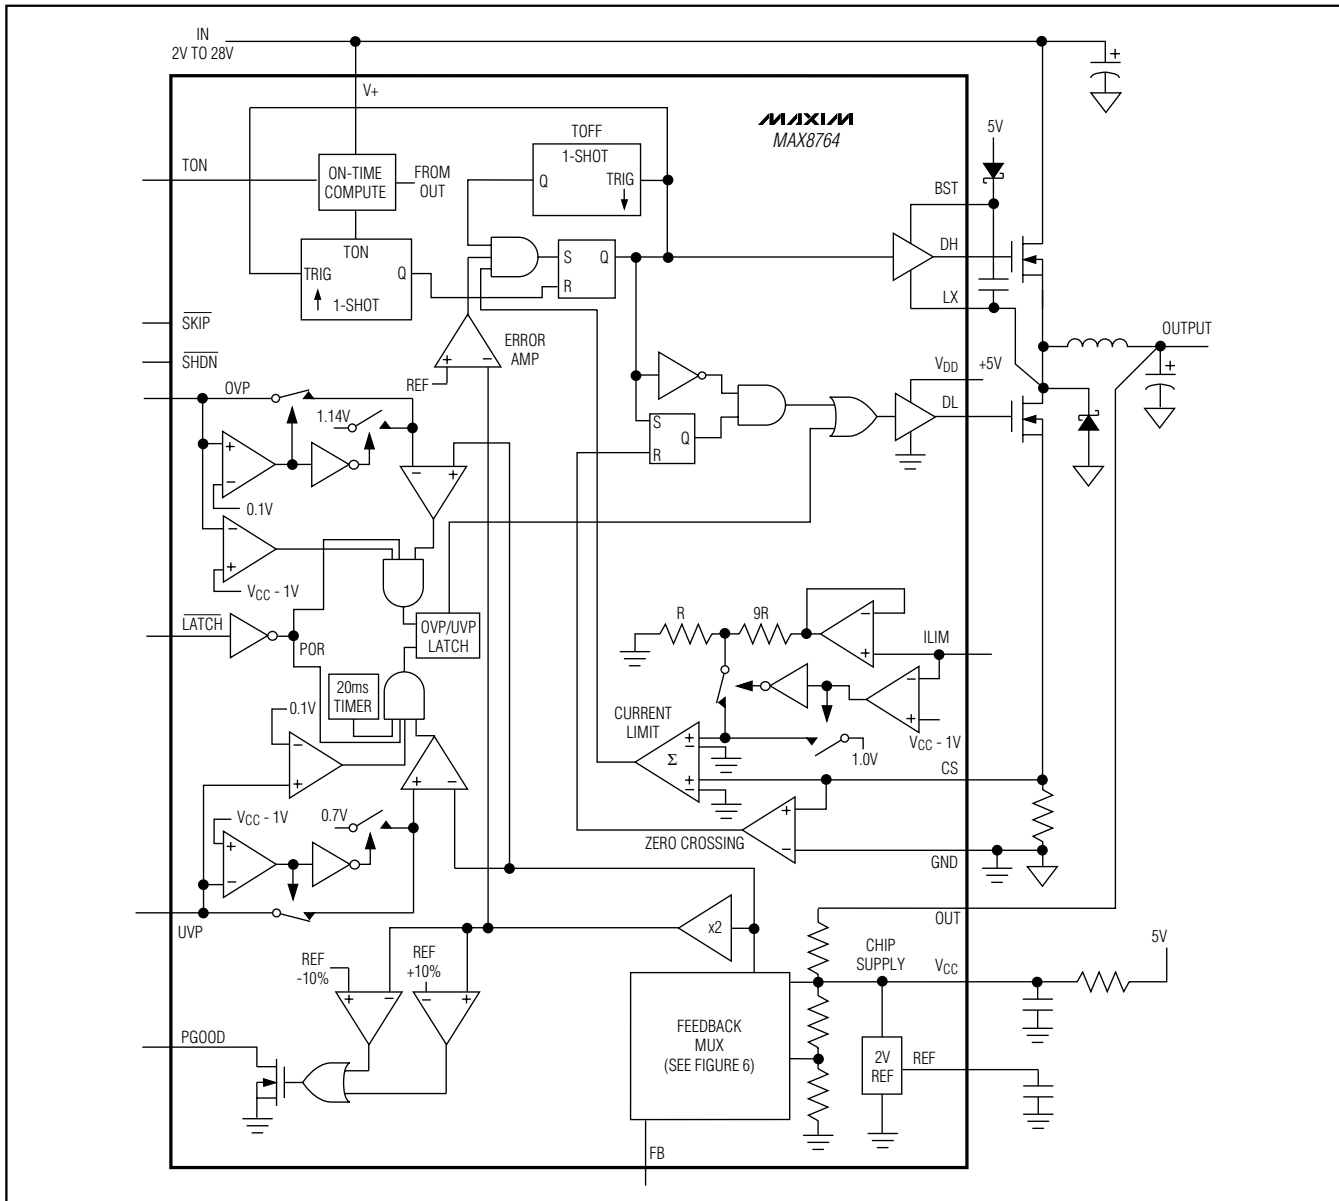 IN
2V TO 28V
V+
MAXIM
MAX8764
TOFF
5V
1-SHOT
TON
ON-TIME
COMPUTE
FROM
OUT
Q
TRIG
BST
TON
DH
TRIG
Q
S
Q
R
1-SHOT
LX
SKIP
ERROR
AMP
OUTPUT
SHDN
+
−
REF
VDD
+5V
OVP
1.14V
DL
S
Q
R
+
−
−
+
0.1V
−
+
VCC - 1V
R
9R
−
+
ILIM
LATCH
POR
OVP/UVP
LATCH
20ms
TIMER
−
+
0.1V
CURRENT
LIMIT
VCC - 1V
1.0V
−
+
+
−
+
−
Σ
+
−
CS
VCC - 1V
0.7V
+
−
ZERO CROSSING
+
−
GND
UVP
OUT
x2
5V
REF
-10%
REF
+10%
CHIP
SUPPLY
VCC
+
−
−
+
FEEDBACK
MUX
(SEE FIGURE 6)
PGOOD
2V
REF
REF
FB
+
+